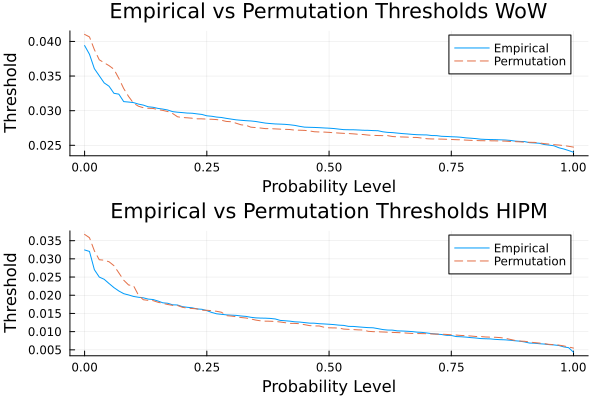 Empirical vs Permutation Thresholds WoW
Threshold
0.040
0.035
0.030
0.025
Empirical
Permutation
0.00 0.25 0.50 0.75 1.00
Probability Level
Empirical vs Permutation Thresholds HIPM
Threshold
0.035
0.030
0.025
0.020
0.015
0.010
0.005
Empirical
Permutation
0.00 0.25 0.50 0.75 1.00
Probability Level